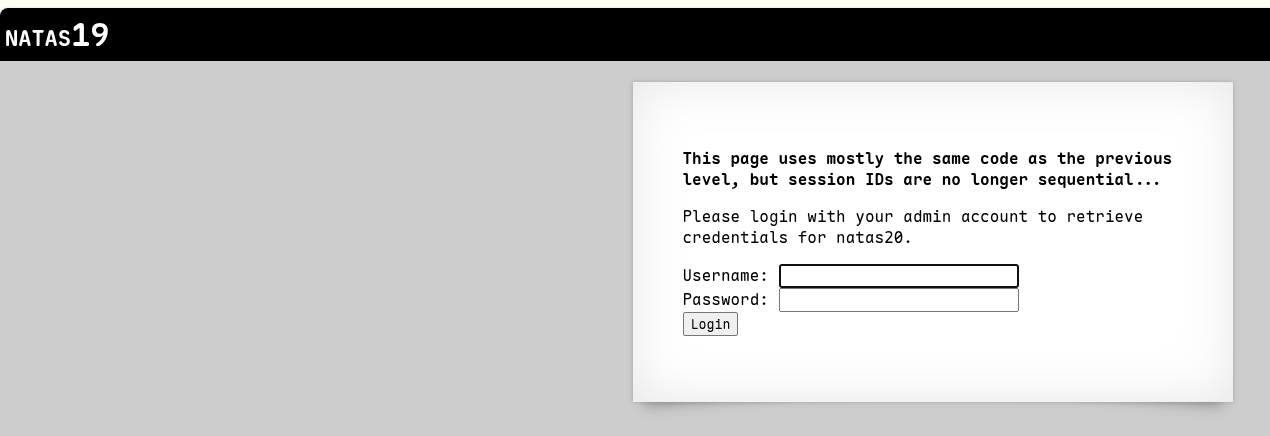 NATAS19
This page uses mostly the same code as the previous
level, but session IDs are no longer sequential...
Please login with your admin account to retrieve
credentials for natas20.
Username:
Password:
Login